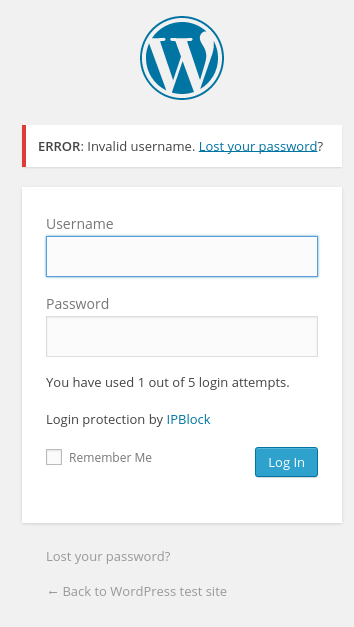 ERROR: Invalid username. Lost your password?
Username
Password
You have used 1 out of 5 login attempts.
Login protection by IPBlock
Remember Me
Log In
Lost your password?
← Back to WordPress test site